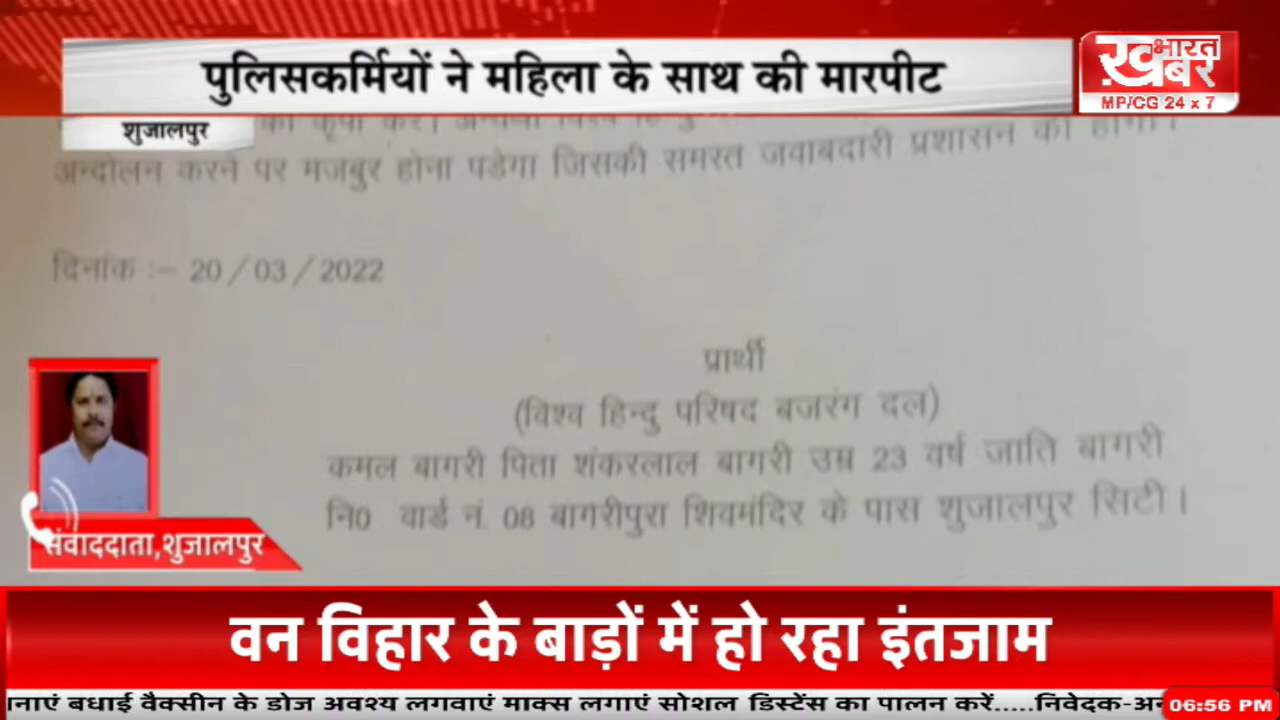 पुलिसकर्मियों ने महिला के साथ की मारपीट
भारत
ख़बर
MP/CG 24 x 7
शुजालपुर
अन्दोलन करने पर मजबुर होना पडेगा जिसकी समस्त जवाबदारी प्रशासन की होगी।
दिनांक :– 20 / 03 / 2022
प्रार्थी
(विश्व हिन्दु परिषद बजरंग दल)
कमल बागरी पिता शंकरलाल बागरी उम्र 23 वर्ष जाति बागरी
नि0 वार्ड नं. 08 बागरीपुरा शिवमंदिर के पास शुजालपुर सिटी।
संवाददाता,शुजालपुर
वन विहार के बाड़ों में हो रहा इंतजाम
बधाई वैक्सीन के डोज अवश्य लगवाएं माक्स लगाएं सोशल डिस्टेंस का पालन करें.....निवेदक-
06:56 PM